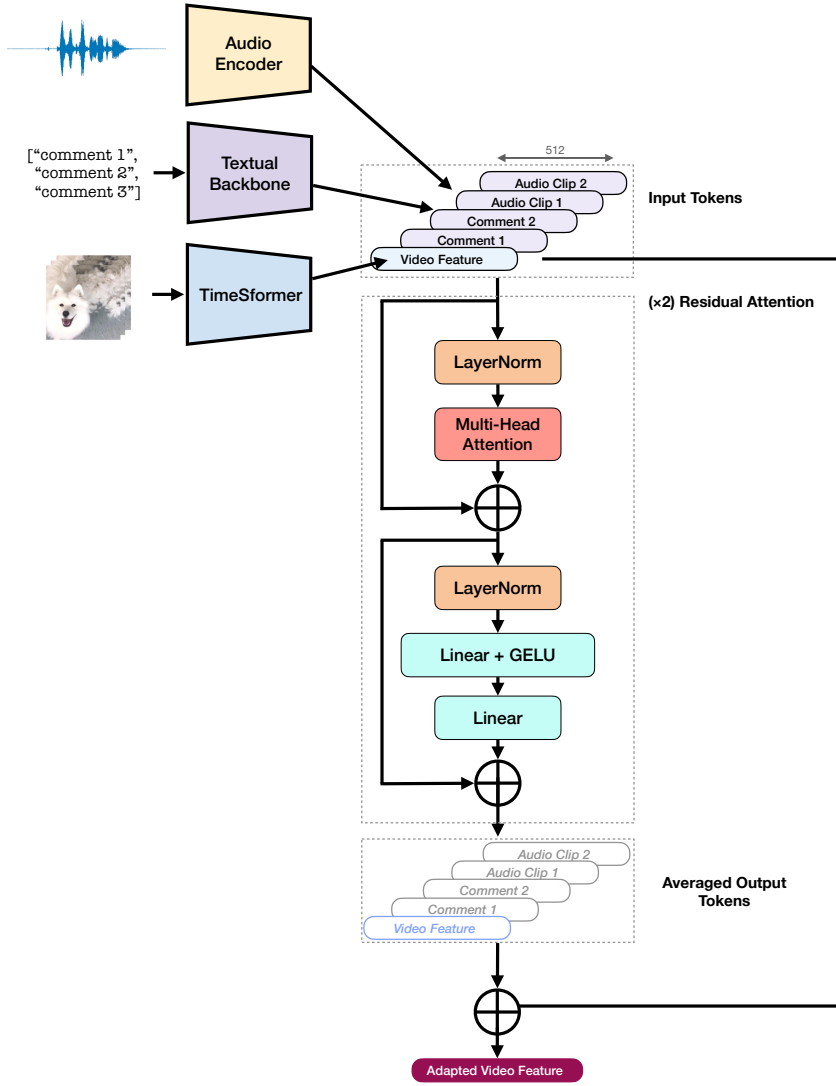 Audio
Encoder
["comment 1",
"comment 2",
"comment 3"]
Textual
Backbone
TimeSformer
512
Audio Clip 2
Audio Clip 1
Comment 2
Comment 1
Video Feature
Input Tokens
(×2) Residual Attention
LayerNorm
Multi-Head
Attention
LayerNorm
Linear + GELU
Linear
Audio Clip 2
Audio Clip 1
Comment 2
Comment 1
Video Feature
Averaged Output
Tokens
Adapted Video Feature